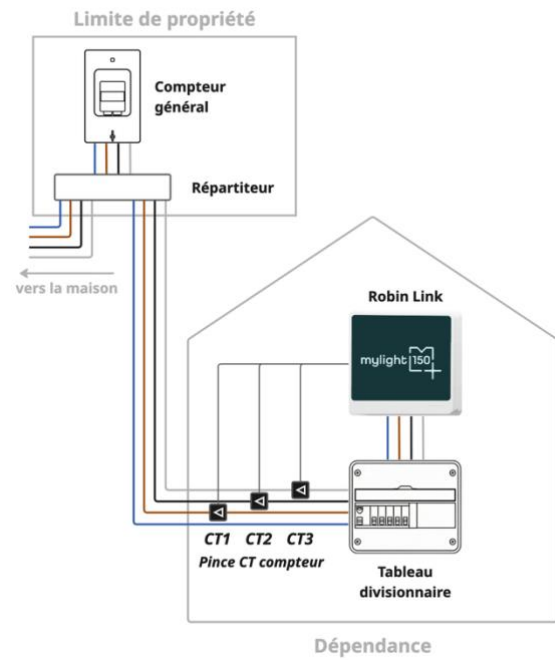 Limite de propriété
Compteur
général
Répartiteur
vers la maison
Robin Link
mylight 150
CT1 CT2 CT3
Pince CT compteur
Tableau
divisionnaire
Dépendance